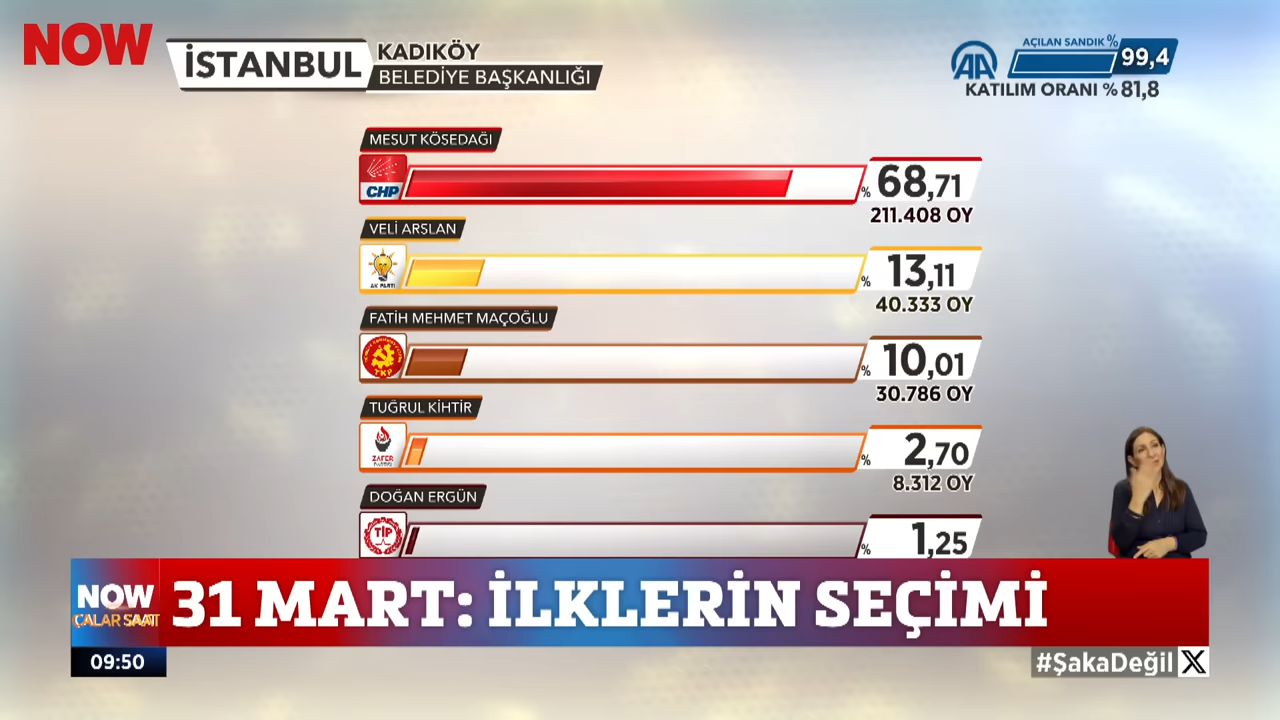 NOW
İSTANBUL
KADIKÖY
BELEDİYE BAŞKANLIĞI
AA
AÇILAN SANDIK %
99,4
KATILIM ORANI % 81,8
MESUT KÖSEDAĞI
CHP
% 68,71
211.408 OY
VELİ ARSLAN
AK PARTİ
% 13,11
40.333 OY
FATİH MEHMET MAÇOĞLU
TKP
% 10,01
30.786 OY
TUĞRUL KİHTİR
ZAFER
PARTİSİ
% 2,70
8.312 OY
DOĞAN ERGÜN
TİP
% 1,25
NOW
ÇALAR SAAT
31 MART: İLKLERİN SEÇİMİ
09:50
#ŞakaDeğil X